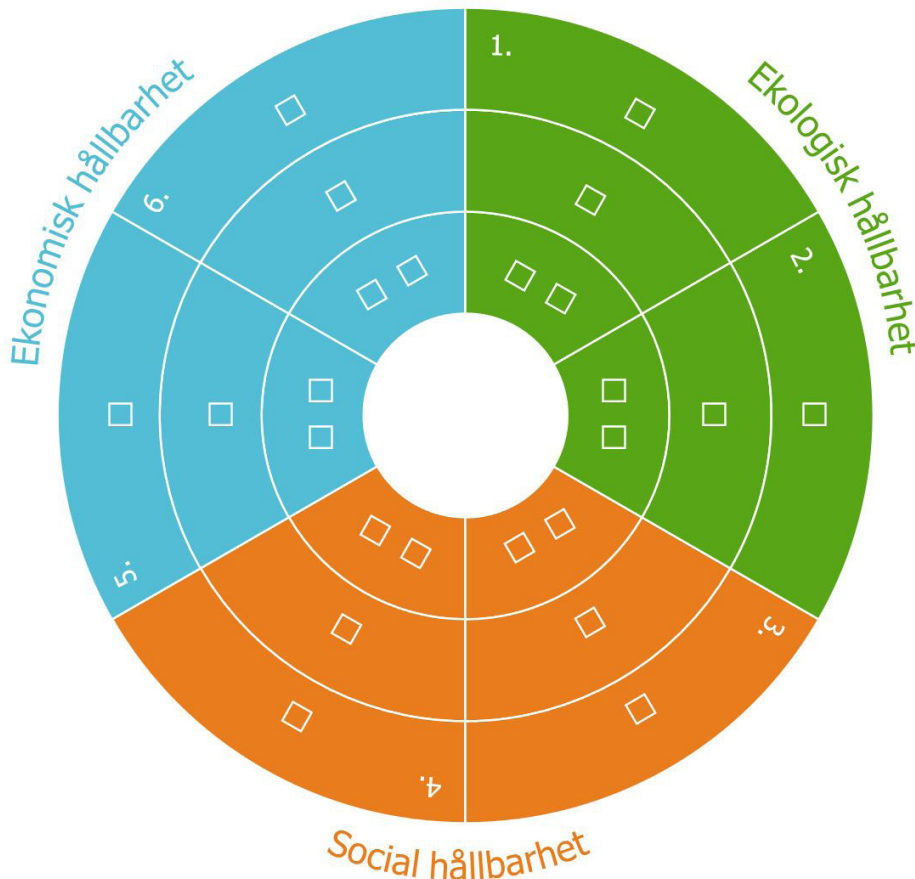 Ekologisk hållbarhet
1.
2.
Social hållbarhet
3.
4.
Ekonomisk hållbarhet
5.
6.